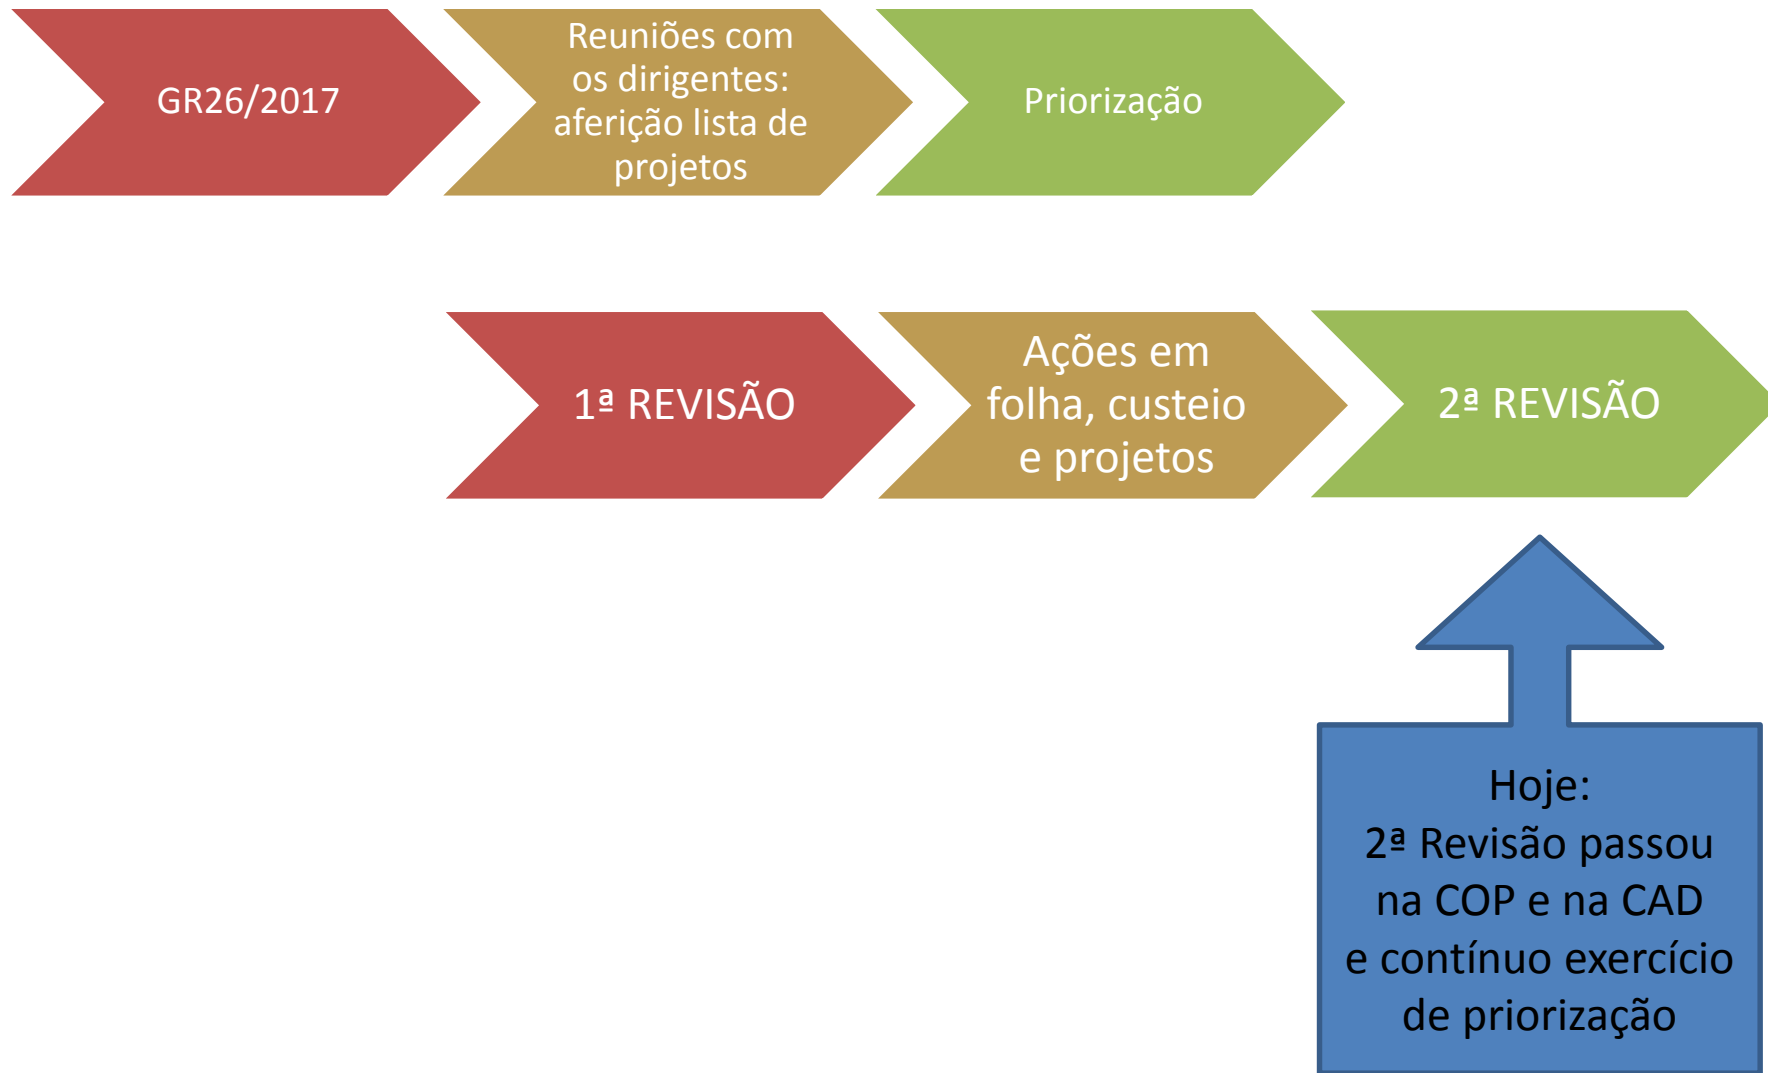 GR26/2017
Reuniões com
os dirigentes:
aferição lista de
projetos
Priorização
1ª REVISÃO
Ações em
folha, custeio
e projetos
2ª REVISÃO
Hoje:
2ª Revisão passou
na COP e na CAD
e contínuo exercício
de priorização